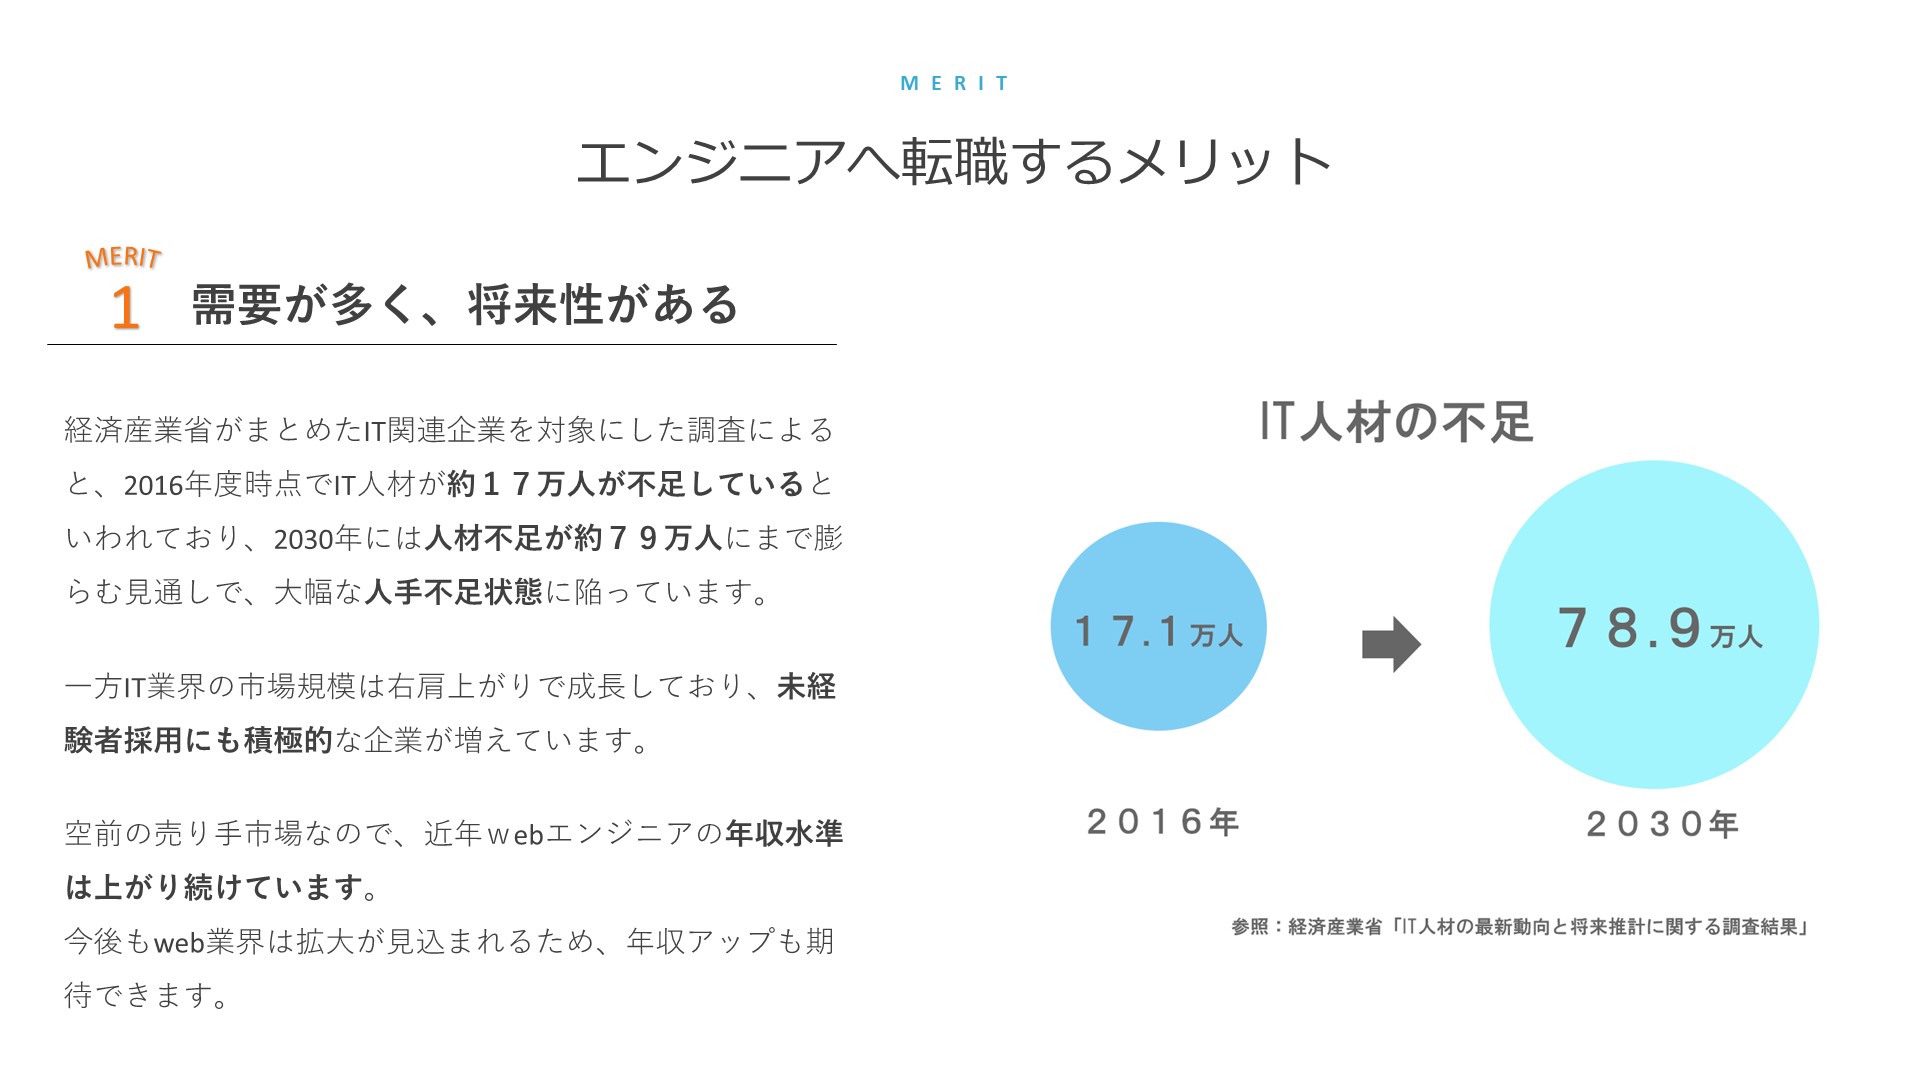 MERIT
エンジニアへ転職するメリット
MERIT
1
需要が多く、将来性がある
経済産業省がまとめたIT関連企業を対象にした調査による
と、2016年度時点でIT人材が約１７万人が不足していると
いわれており、2030年には人材不足が約７９万人にまで膨
らむ見通しで、大幅な人手不足状態に陥っています。
一方IT業界の市場規模は右肩上がりで成長しており、未経
験者採用にも積極的な企業が増えています。
空前の売り手市場なので、近年ｗebエンジニアの年収水準
は上がり続けています。
今後もweb業界は拡大が見込まれるため、年収アップも期
待できます。
IT人材の不足
１７.１万人
７８.９万人
２０１６年
２０３０年
参照：経済産業省「IT人材の最新動向と将来推計に関する調査結果」